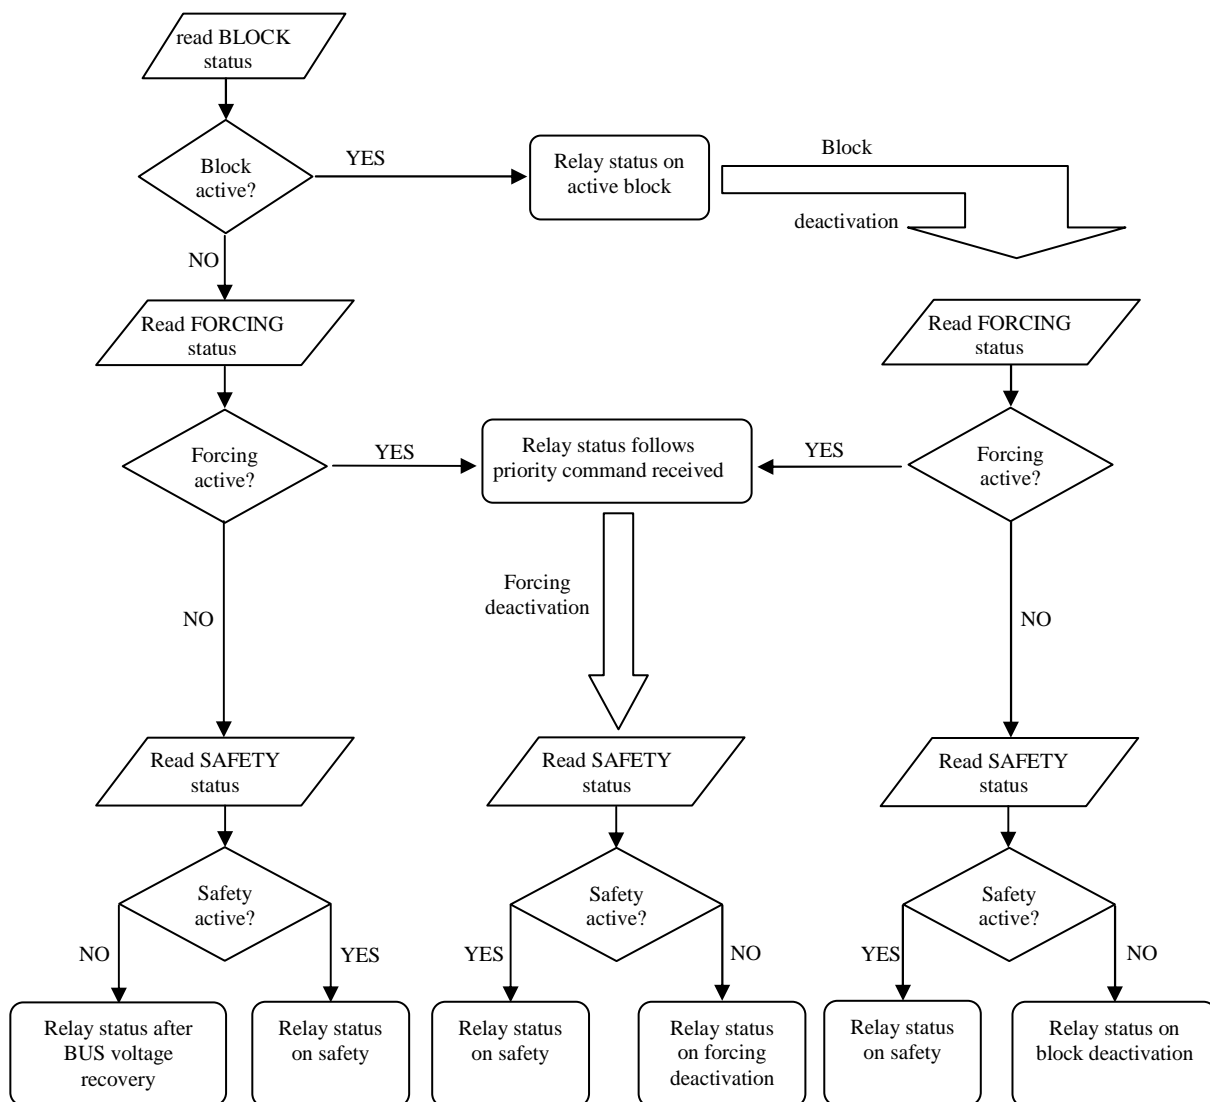 read BLOCK
status
Block
active?
YES
Relay status on
active block
Block
deactivation
NO
Read FORCING
status
Read FORCING
status
Forcing
active?
YES
Relay status follows
priority command received
YES
Forcing
active?
NO
Forcing
deactivation
NO
Read SAFETY
status
Read SAFETY
status
Read SAFETY
status
Safety
active?
Safety
active?
Safety
active?
NO
YES
YES
NO
YES
NO
Relay status after
BUS voltage
recovery
Relay status
on safety
Relay status
on safety
Relay status
on forcing
deactivation
Relay status
on safety
Relay status on
block deactivation